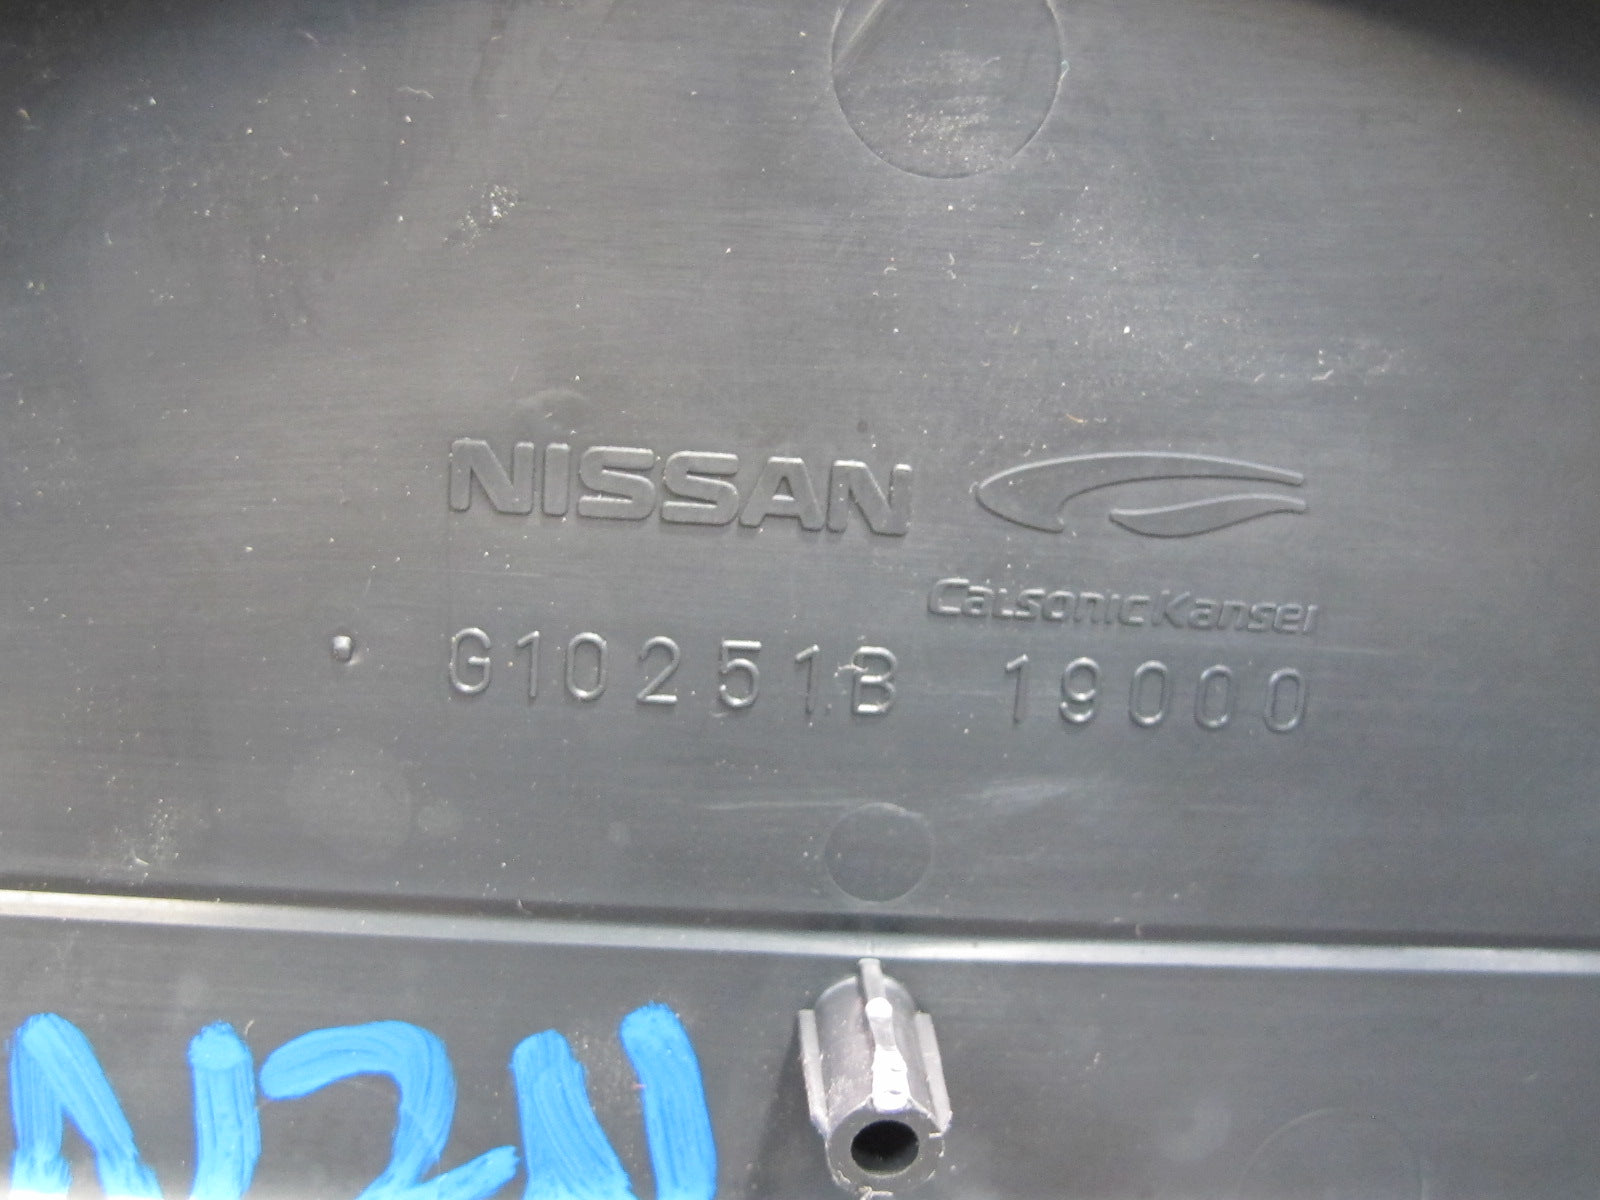 NISSAN
CalsonicKansei
G10251B 19000